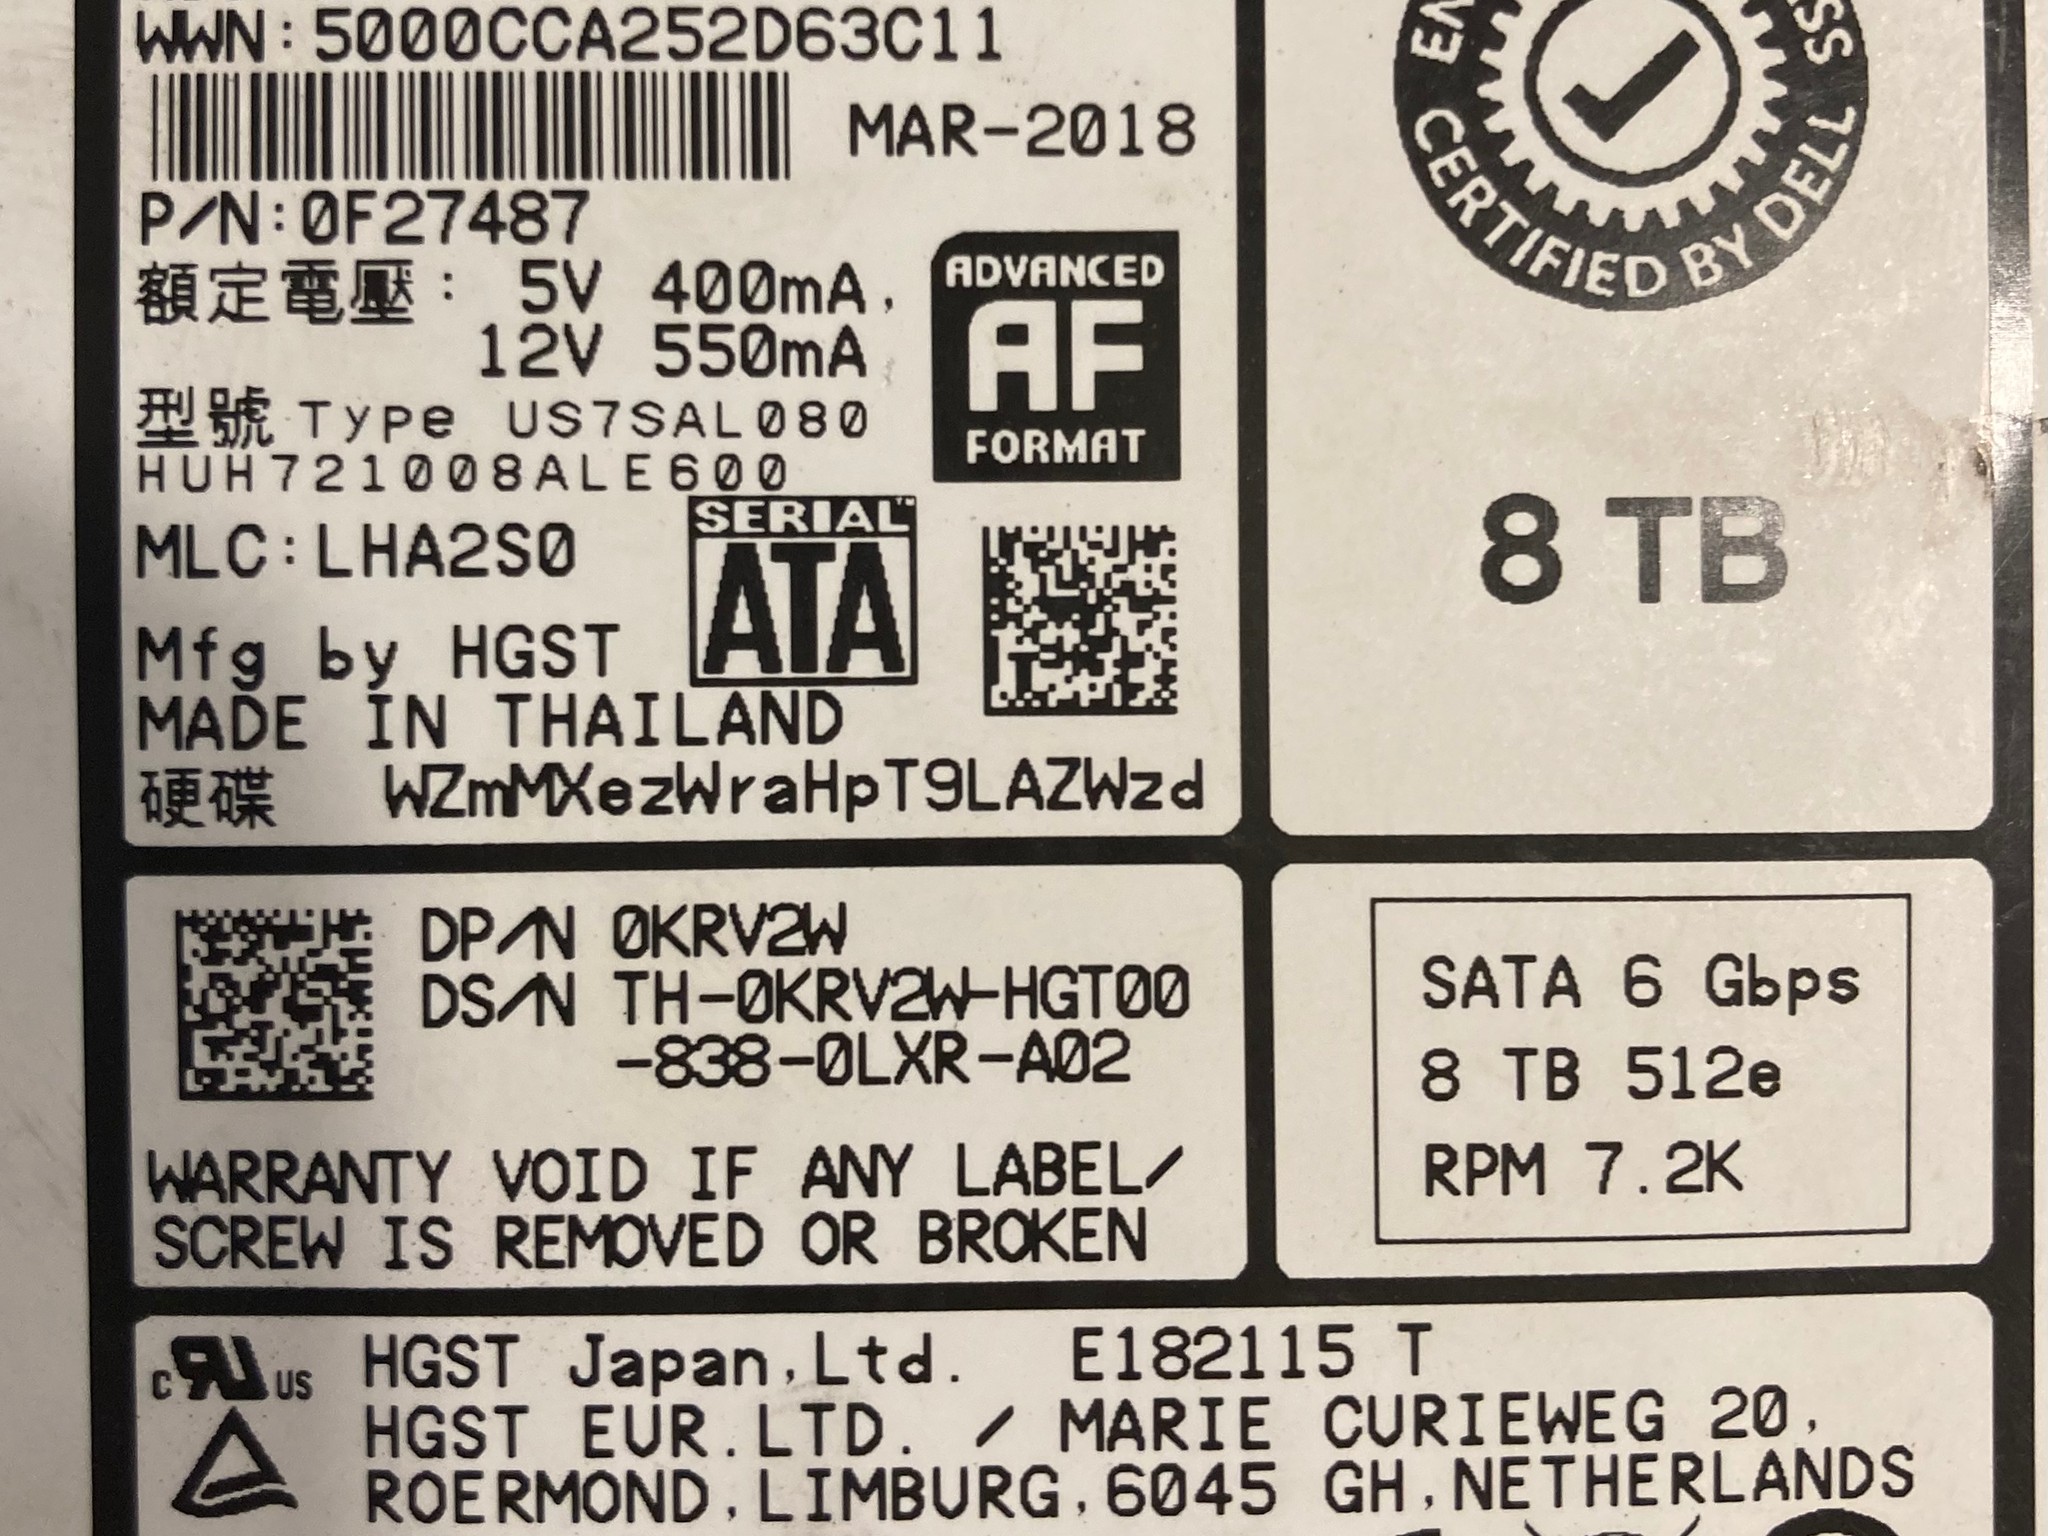 WWN: 5000CCA252D63C11
MAR-2018
P/N:0F27487
額定電壓: 5V 400mA,
12V 550mA
型號 Type US7SAL080
HUH721008ALE600
MLC:LHA2S0
Mfg by HGST
MADE IN THAILAND
硬碟 WZmMXezWraHpT9LAZWzd
ADVANCED
AF
FORMAT
SERIAL™
ATA
CERTIFIED BY DELL
8 TB
DP/N 0KRV2W
DS/N TH-0KRV2W-HGT00
-838-0LXR-A02
WARRANTY VOID IF ANY LABEL/
SCREW IS REMOVED OR BROKEN
SATA 6 Gbps
8 TB 512e
RPM 7.2K
C US
HGST Japan,Ltd. E182115 T
HGST EUR.LTD. / MARIE CURIEWEG 20,
ROERMOND,LIMBURG,6045 GH,NETHERLANDS